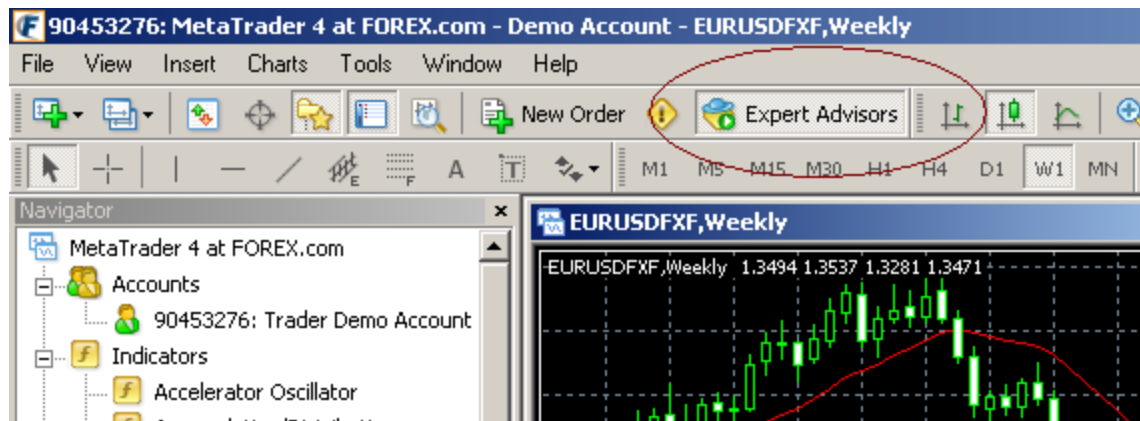 90453276: MetaTrader 4 at FOREX.com - Demo Account - EURUSDFXF,Weekly
File View Insert Charts Tools Window Help
New Order Expert Advisors
E F A T M1 M5 M15 M30 H1 H4 D1 W1 MN
Navigator
MetaTrader 4 at FOREX.com
Accounts
90453276: Trader Demo Account
Indicators
Accelerator Oscillator
EURUSDFXF,Weekly
EURUSDFXF,Weekly 1.3494 1.3537 1.3281 1.3471